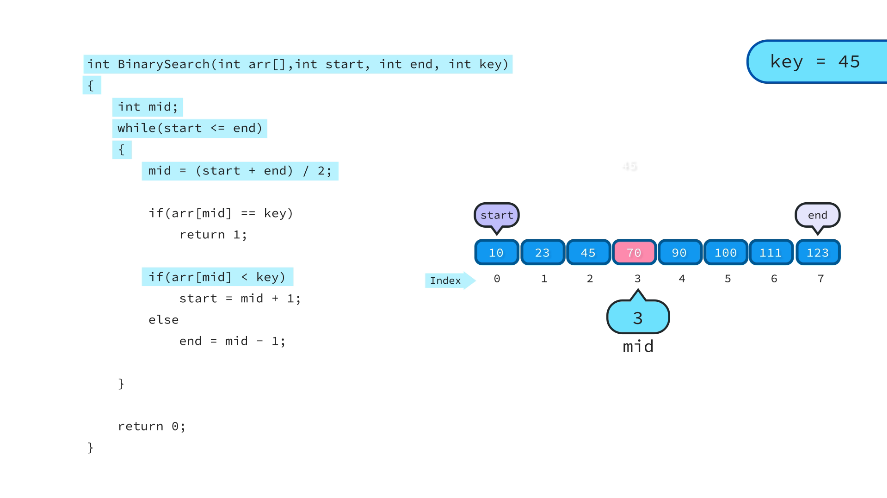 int BinarySearch(int arr[],int start, int end, int key)
{
int mid;
while(start <= end)
{
mid = (start + end) / 2;
if(arr[mid] == key)
return 1;
if(arr[mid] < key)
start = mid + 1;
else
end = mid - 1;
}
return 0;
}
key = 45
45
start end
10 23 45 70 90 100 111 123
Index 0 1 2 3 4 5 6 7
3
mid